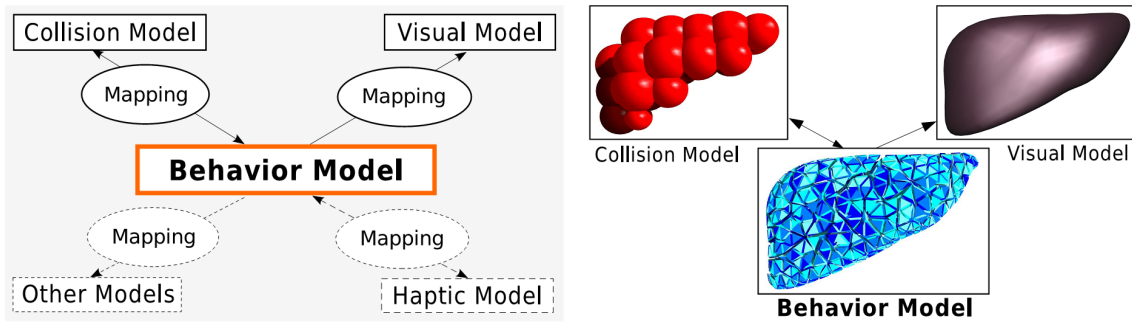 Collision Model
Visual Model
Mapping
Mapping
Behavior Model
Mapping
Mapping
Other Models
Haptic Model
Collision Model
Visual Model
Behavior Model